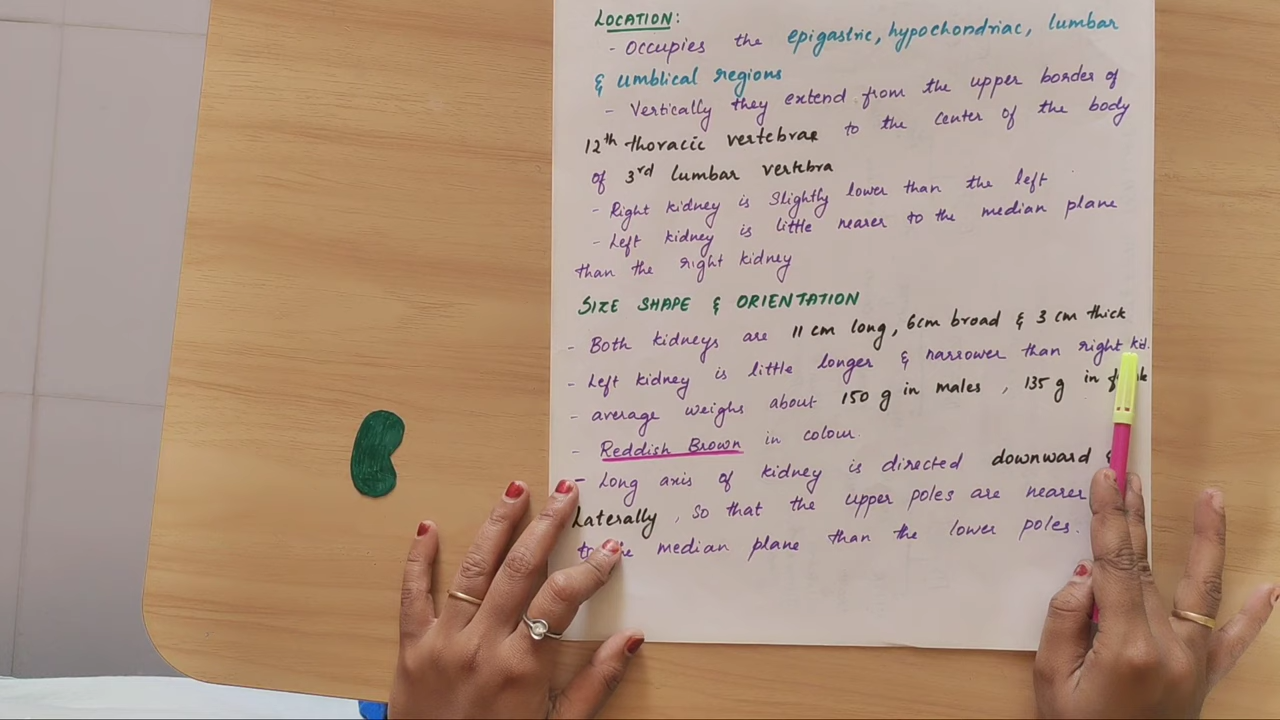 LOCATION:
- Occupies the epigastric, hypochondriac, lumbar
& umblical regions
- Vertically they extend from the upper border of
12th thoracic vertebrae to the center of the body
of 3rd lumbar vertebra
- Right kidney is slightly lower than the left
- Left kidney is little nearer to the median plane
than the right kidney
SIZE SHAPE & ORIENTATION
- Both kidneys are 11 cm long, 6cm broad & 3 cm thick
- Left kidney is little longer & narrower than right kid.
- average weighs about 150 g in males, 135 g in
- Reddish Brown in colour.
- Long axis of kidney is directed downward &
Laterally, so that the upper poles are nearer
median plane than the lower poles.